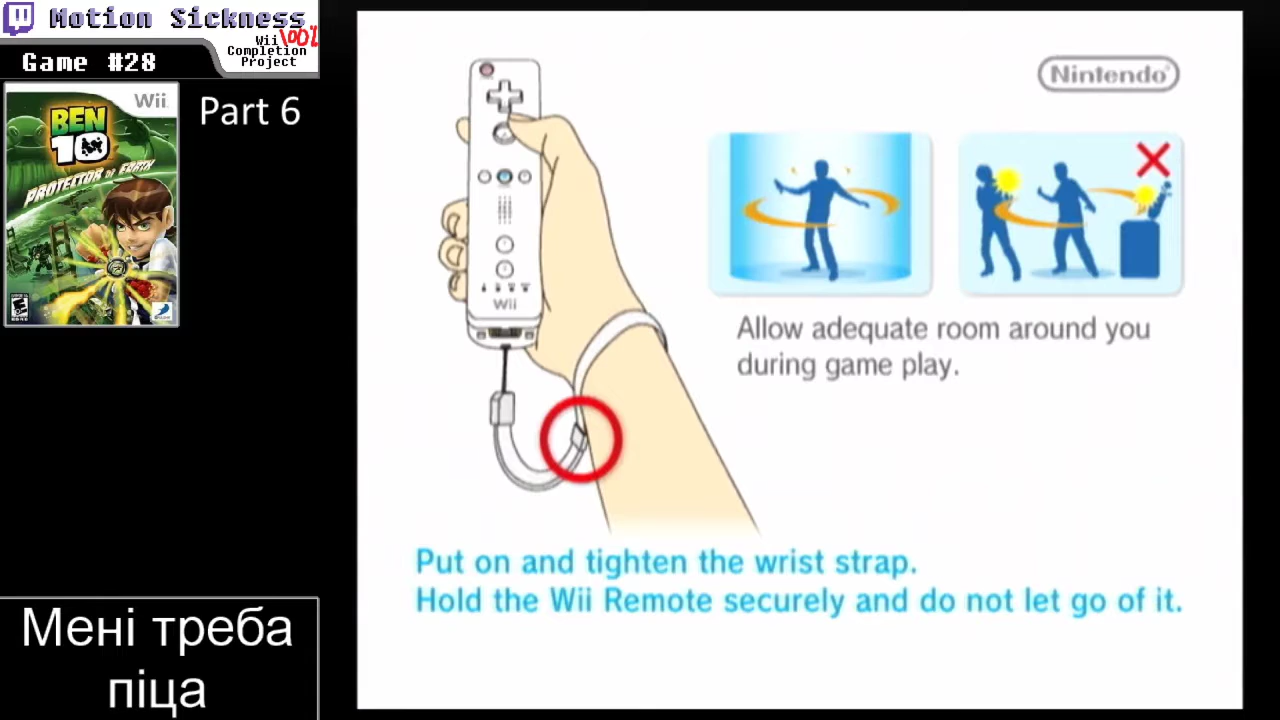 Motion Sickness
Wii 100%
Completion
Project
Game #28
Part 6
Wii
BEN
10
PROTECTOR OF EARTH
Wii
Nintendo
Allow adequate room around you
during game play.
Put on and tighten the wrist strap.
Hold the Wii Remote securely and do not let go of it.
Мені треба
піца